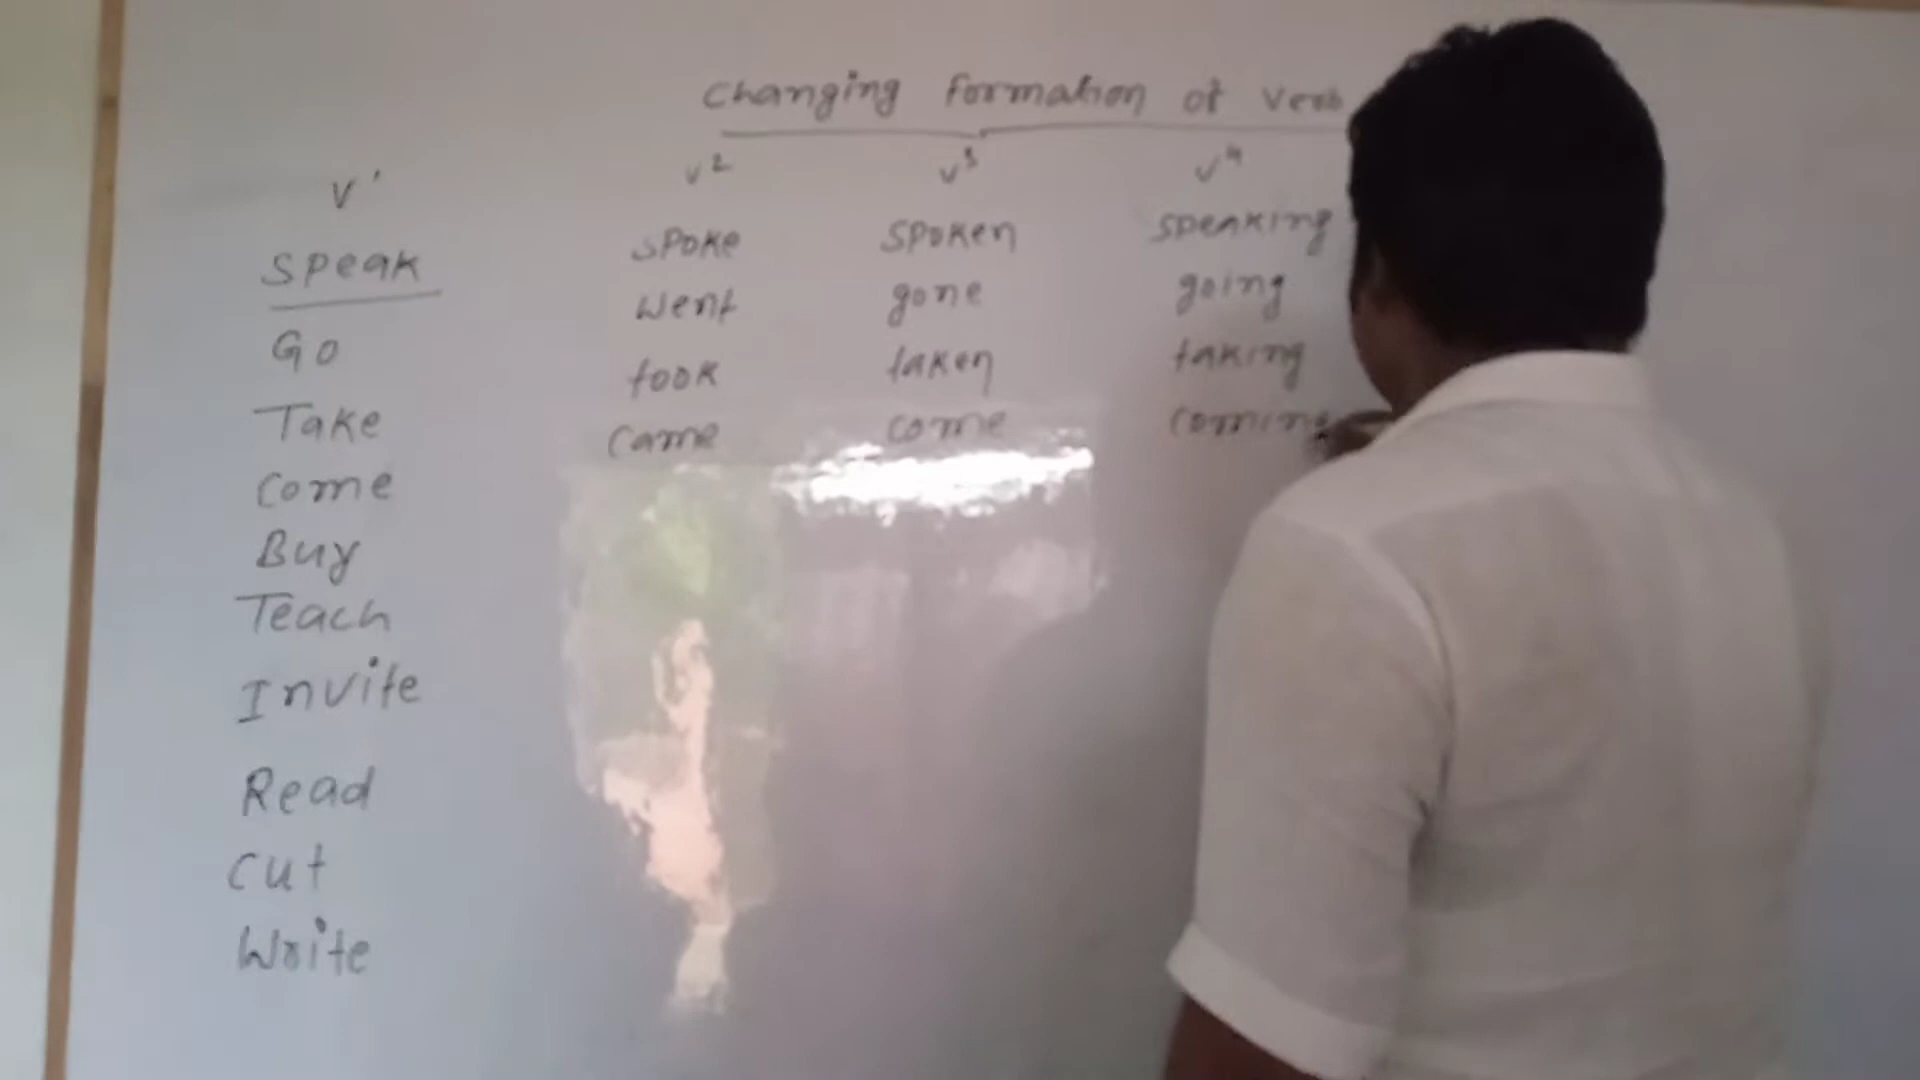 Changing Formation of Verb
V1 V2 V3 V4
Speak Spoke Spoken Speaking
Go Went gone going
Take took taken taking
Come Came Come Coming
Buy
Teach
Invite
Read
Cut
Write